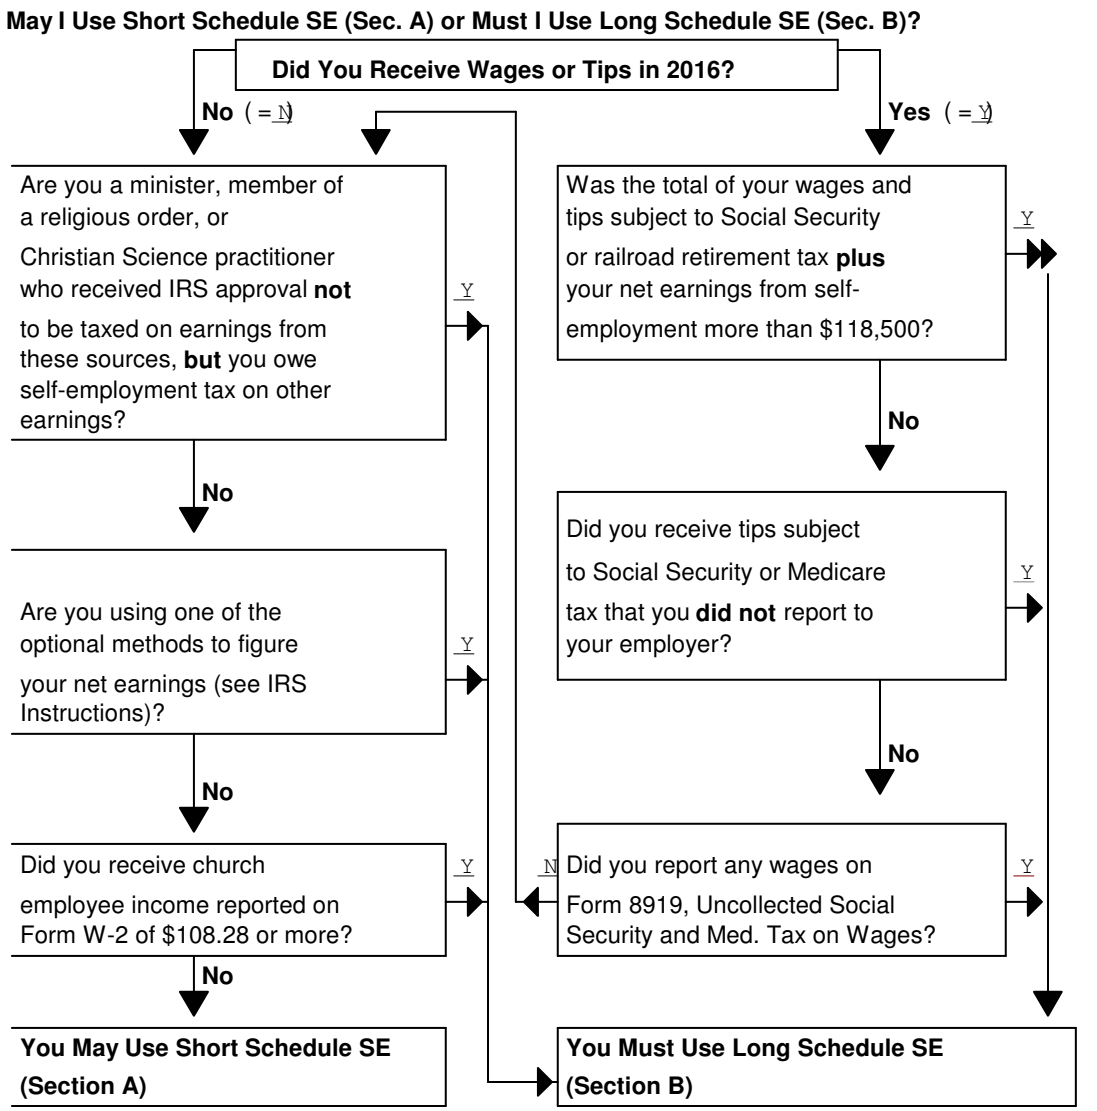 May I Use Short Schedule SE (Sec. A) or Must I Use Long Schedule SE (Sec. B)?
Did You Receive Wages or Tips in 2016?
No ( = N)
Yes ( = Y)
Are you a minister, member of
a religious order, or
Christian Science practitioner
who received IRS approval not
to be taxed on earnings from
these sources, but you owe
self-employment tax on other
earnings?
Y
Was the total of your wages and
tips subject to Social Security
or railroad retirement tax plus
your net earnings from self-
employment more than $118,500?
Y
No
No
Did you receive tips subject
to Social Security or Medicare
tax that you did not report to
your employer?
Y
Are you using one of the
optional methods to figure
your net earnings (see IRS
Instructions)?
Y
No
No
Did you receive church
employee income reported on
Form W-2 of $108.28 or more?
Y
N
Did you report any wages on
Form 8919, Uncollected Social
Security and Med. Tax on Wages?
Y
No
You May Use Short Schedule SE
(Section A)
You Must Use Long Schedule SE
(Section B)